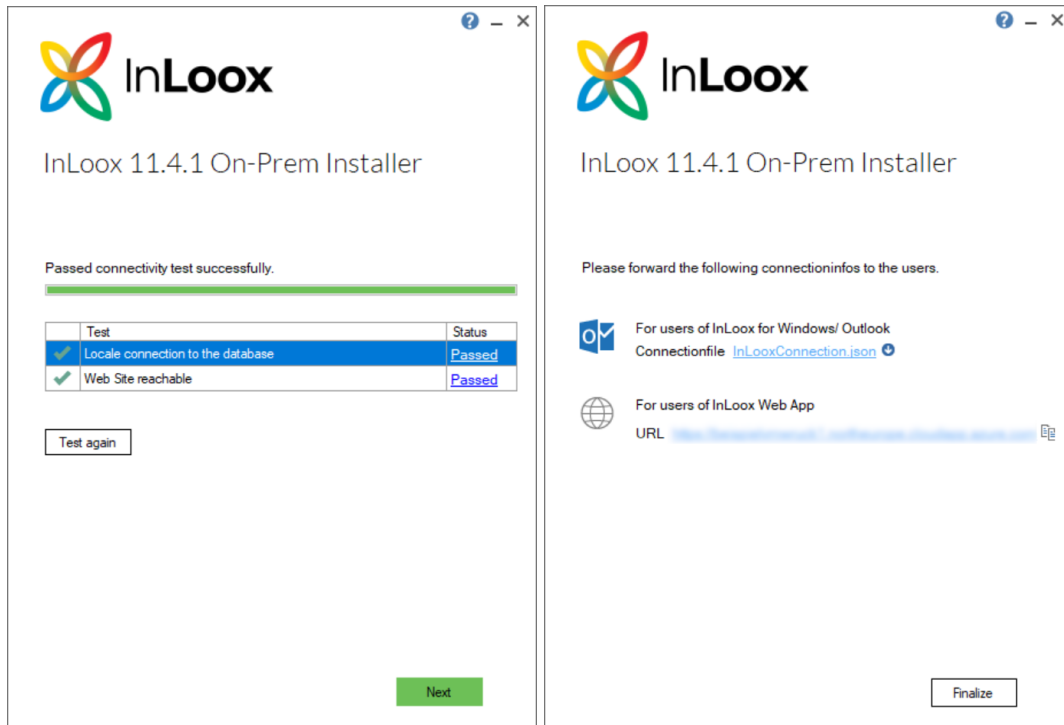 InLoox
InLoox 11.4.1 On-Prem Installer
Passed connectivity test successfully.
Test Status
Locale connection to the database Passed
Web Site reachable Passed
Test again
Next
InLoox
InLoox 11.4.1 On-Prem Installer
Please forward the following connectioninfos to the users.
For users of InLoox for Windows/ Outlook
Connectionfile InLooxConnection.json
For users of InLoox Web App
URL
Finalize